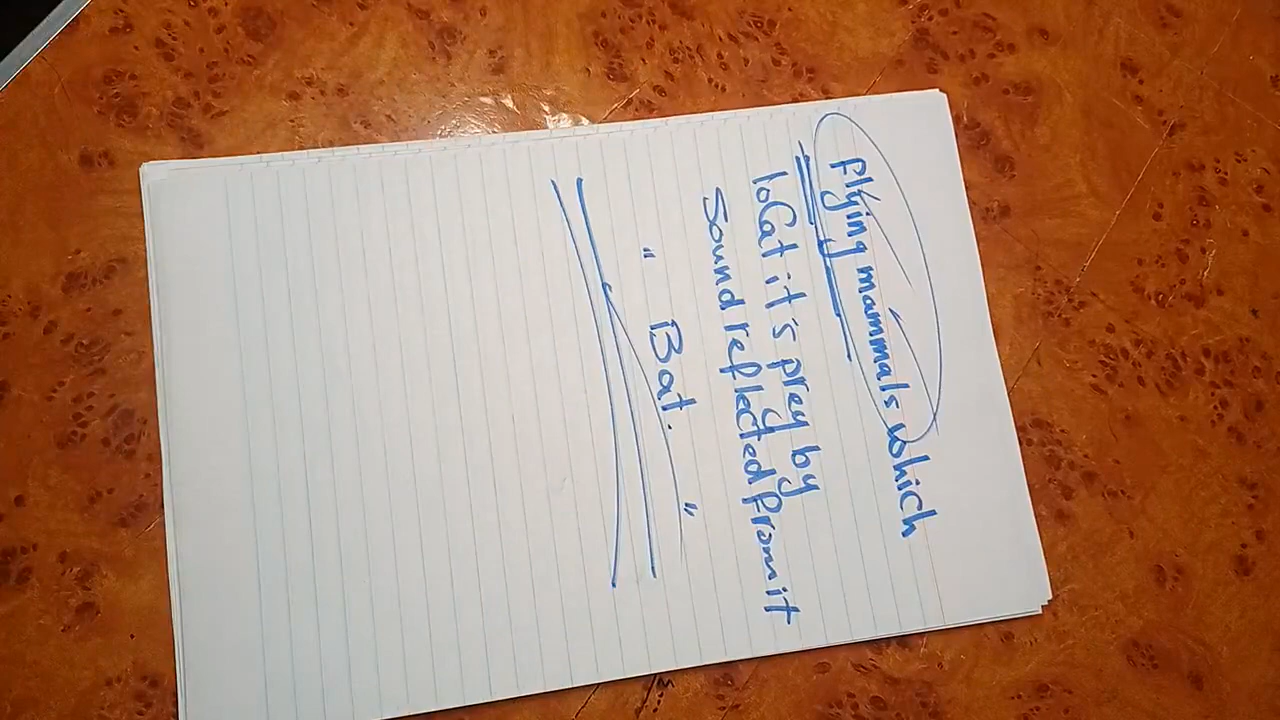 flying mammals which
loCat it's prey by
Sound reflected from it
" Bat. "